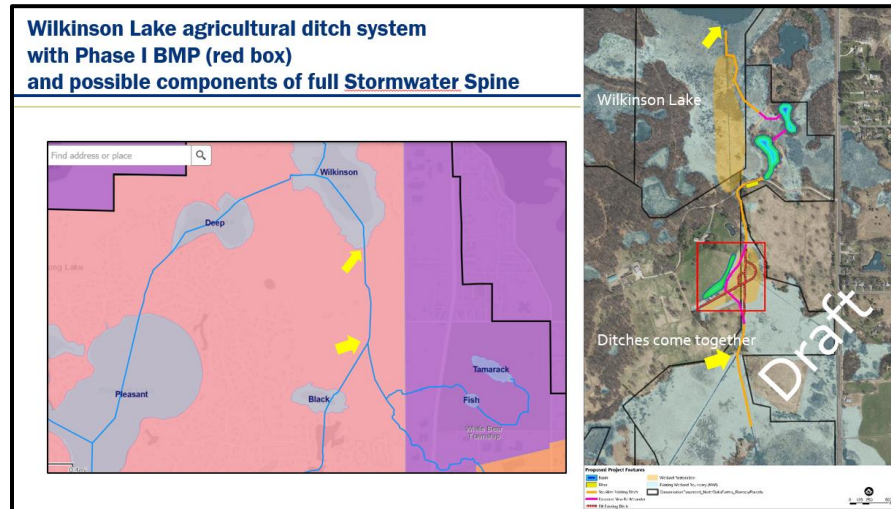 Wilkinson Lake agricultural ditch system
with Phase I BMP (red box)
and possible components of full Stormwater Spine
Find address or place
Wilkinson
Deep
Pleasant
Black
Tamarack
Fish
White Bear
Township
Wilkinson Lake
Ditches come together
Draft
Proposed Project Features
Wetland Restoration